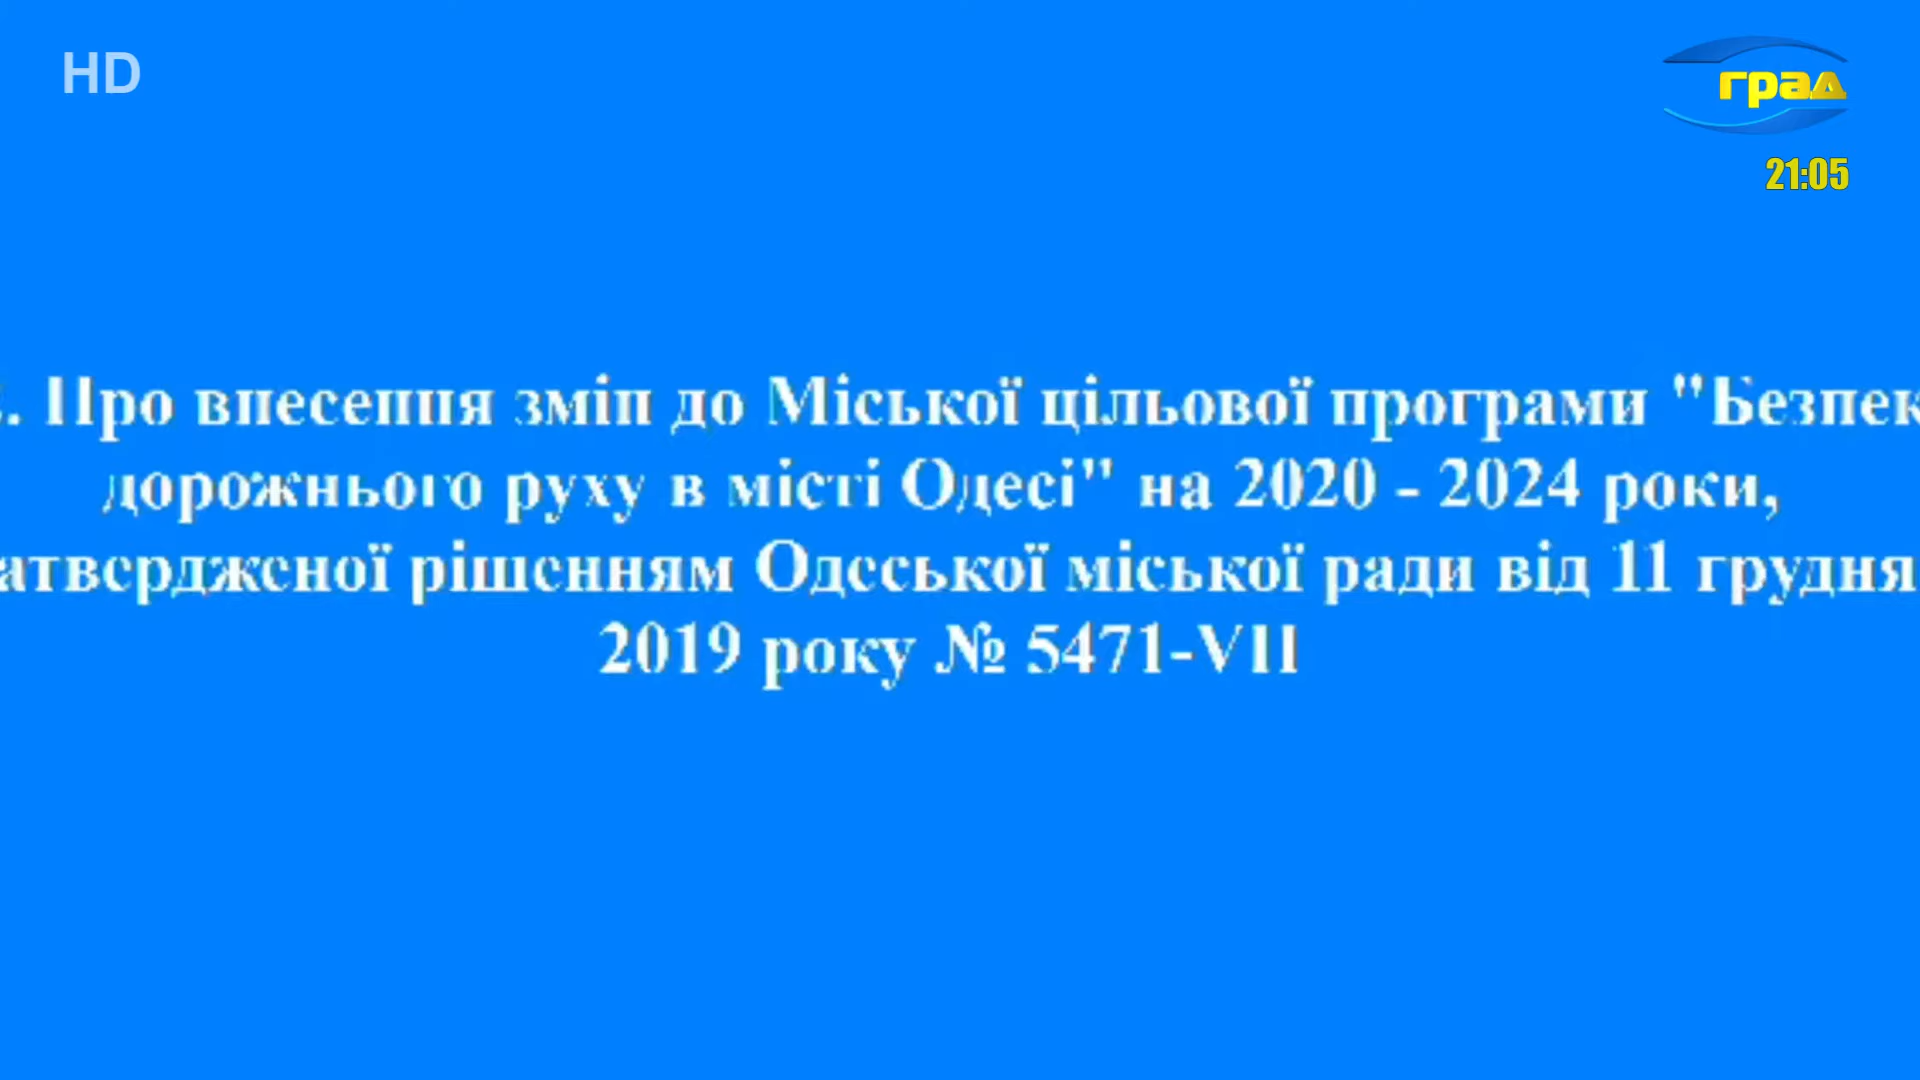 HD
град
21:05
. Про внесення змін до Міської цільової програми "Безпек
дорожнього руху в місті Одесі" на 2020 - 2024 роки,
атвердженої рішенням Одеської міської ради від 11 грудня
2019 року № 5471-VII